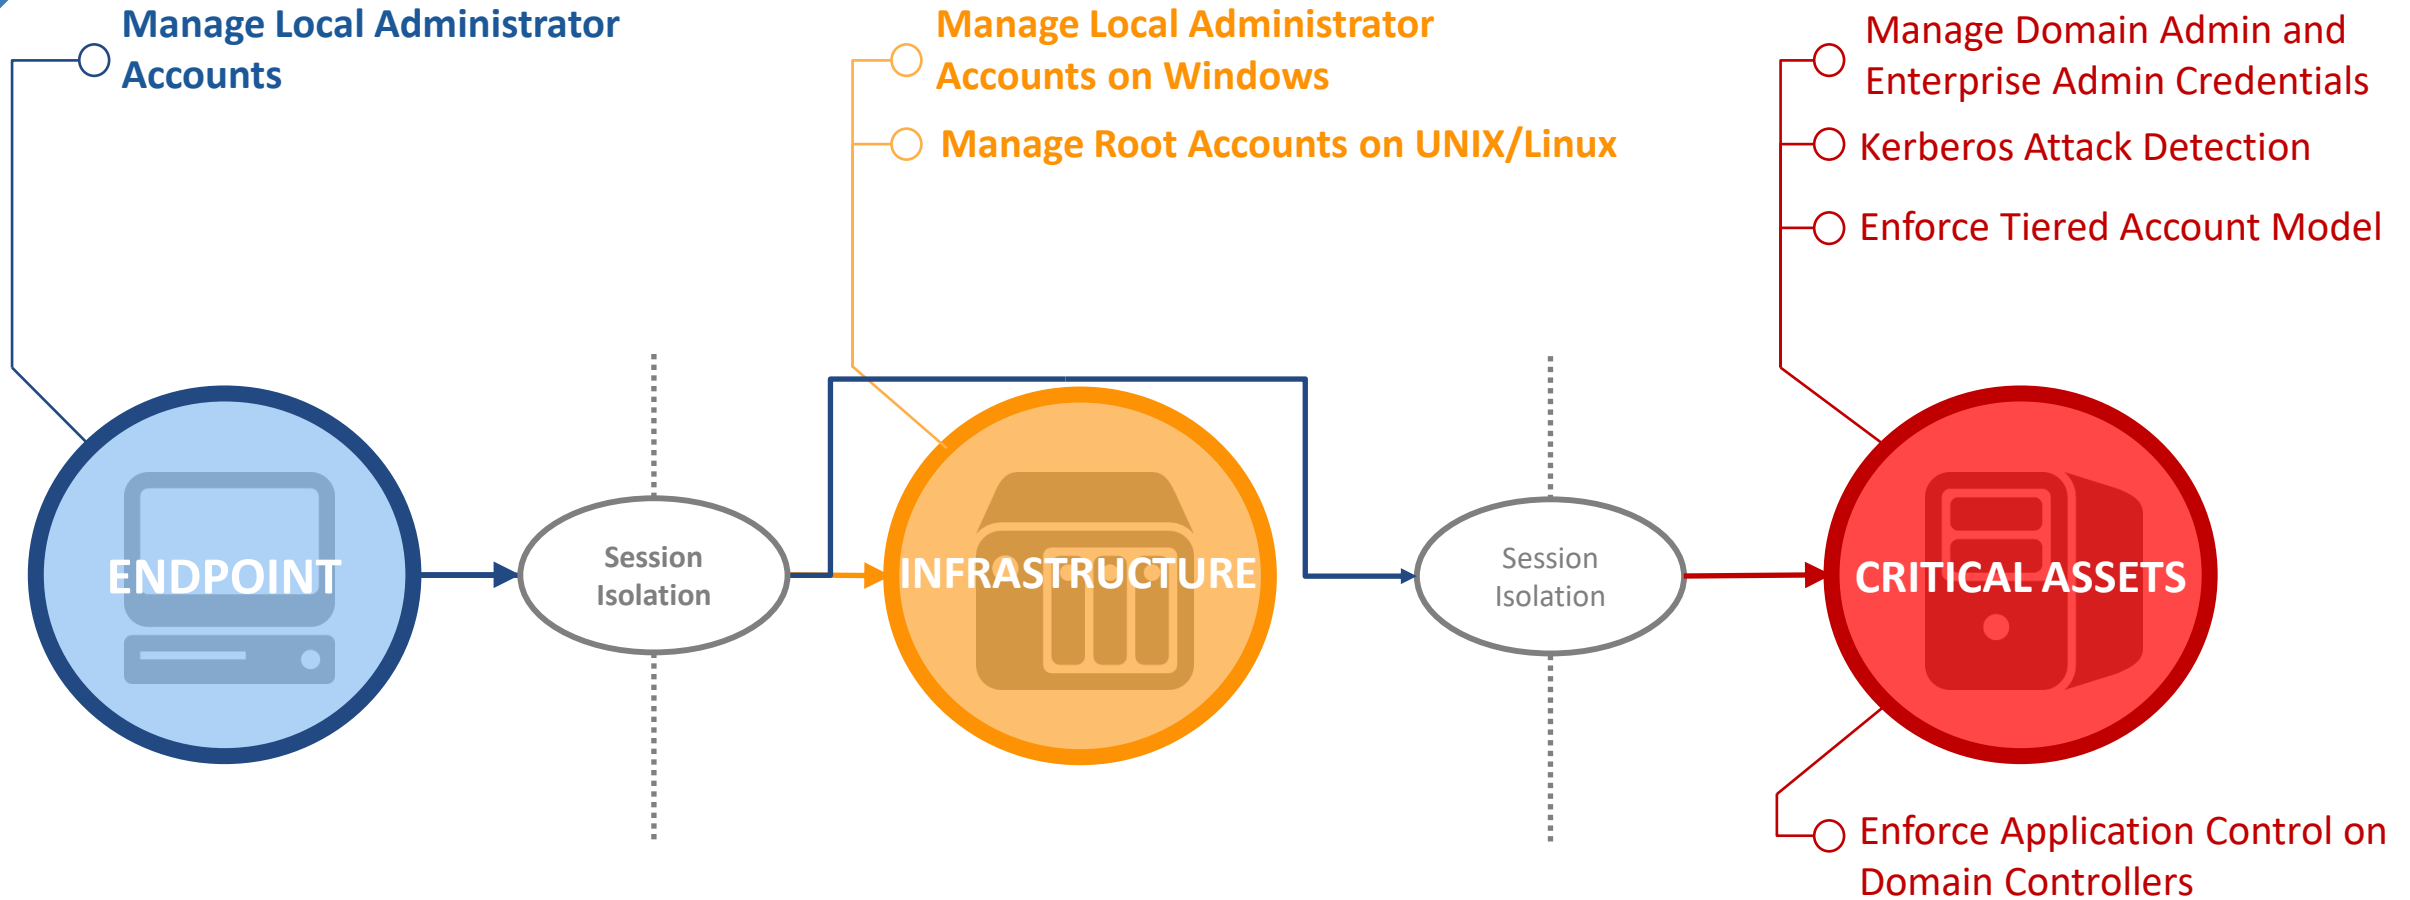 Manage Local Administrator
Accounts
Manage Local Administrator
Accounts on Windows
Manage Root Accounts on UNIX/Linux
Manage Domain Admin and
Enterprise Admin Credentials
Kerberos Attack Detection
Enforce Tiered Account Model
ENDPOINT
Session
Isolation
INFRASTRUCTURE
Session
Isolation
CRITICAL ASSETS
Enforce Application Control on
Domain Controllers